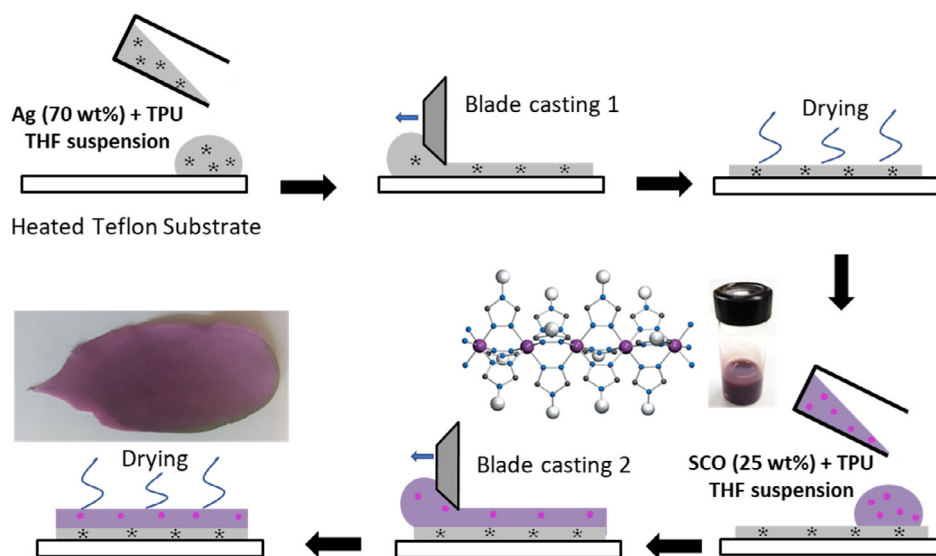 Ag (70 wt%) + TPU
THF suspension
Heated Teflon Substrate
Blade casting 1
Drying
SCO (25 wt%) + TPU
THF suspension
Blade casting 2
Drying